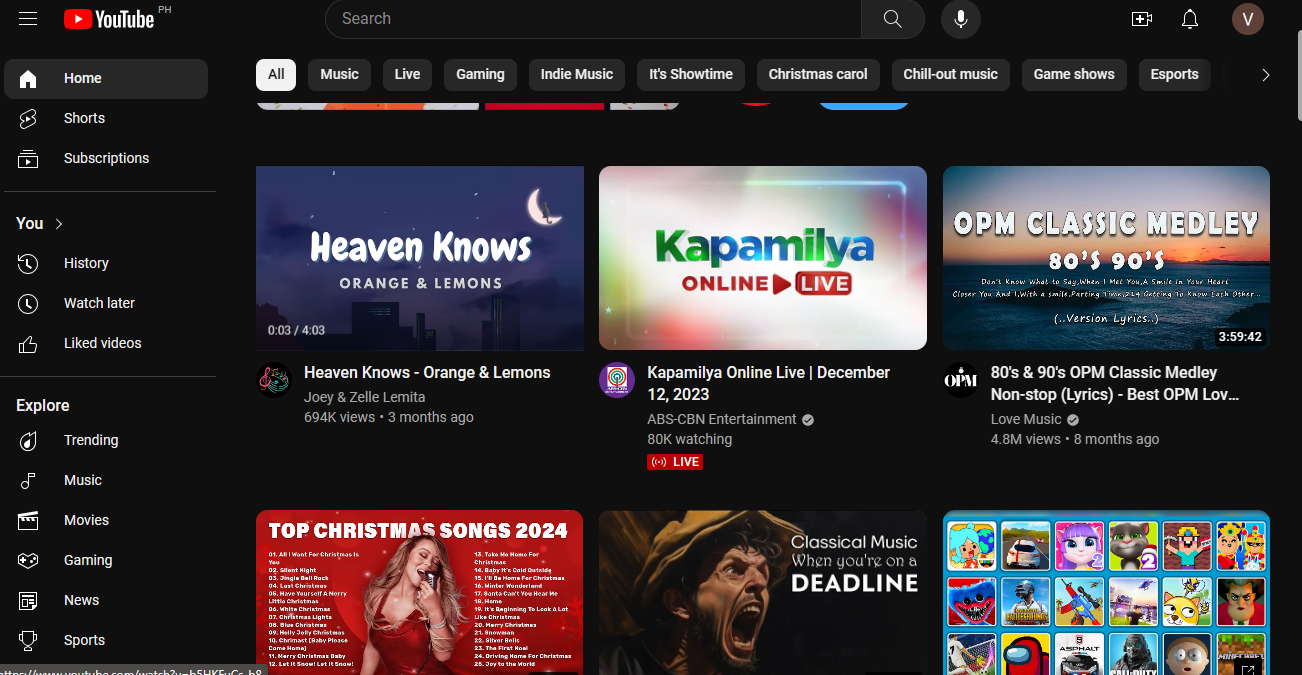 YouTube PH
Search
V
Home
Shorts
Subscriptions
You
History
Watch later
Liked videos
Explore
Trending
Music
Movies
Gaming
News
Sports
All
Music
Live
Gaming
Indie Music
It's Showtime
Christmas carol
Chill-out music
Game shows
Esports
Heaven Knows
ORANGE & LEMONS
0:03 / 4:03
Heaven Knows - Orange & Lemons
Joey & Zelle Lemita
694K views • 3 months ago
Kapamilya
ONLINE LIVE
Kapamilya Online Live | December
12, 2023
ABS-CBN Entertainment
80K watching
LIVE
OPM CLASSIC MEDLEY
80'S 90'S
Don't Know What to Say,When I Met You,A Smile in Your Heart
Closer You And I,With a smile,Parting Time,214,Getting To Know Each Other...
(..Version Lyrics..)
3:59:42
OPM
80's & 90's OPM Classic Medley
Non-stop (Lyrics) - Best OPM Lov...
Love Music
4.8M views • 8 months ago
TOP CHRISTMAS SONGS 2024
01. All I Want For Christmas Is
You
02. Silent Night
03. Jingle Bell Rock
04. Last Christmas
05. Have Yourself A Merry
Little Christmas
06. White Christmas
07. Christmas Lights
08. Blue Christmas
09. Holly Jolly Christmas
10. Chrimast (Baby Please
Come Home)
11. Merry Christmas Baby
12. Let It Snow! Let It Snow!
13. Take Me Home For
Christmas
14. Baby It's Cold Outside
15. I'll Be Home For Christmas
16. Winter Wonderland
17. Santa Can't You Hear Me
18. Home
19. It's Beginning To Look A Lot
Like Christmas
20. Merry Christmas
21. Snowman
22. Silver Bells
23. The First Noel
24. Driving Home For Christmas
25. Joy to the World
Classical Music
When you're on a
DEADLINE
2
2
ASPHALT
MINECRAFT